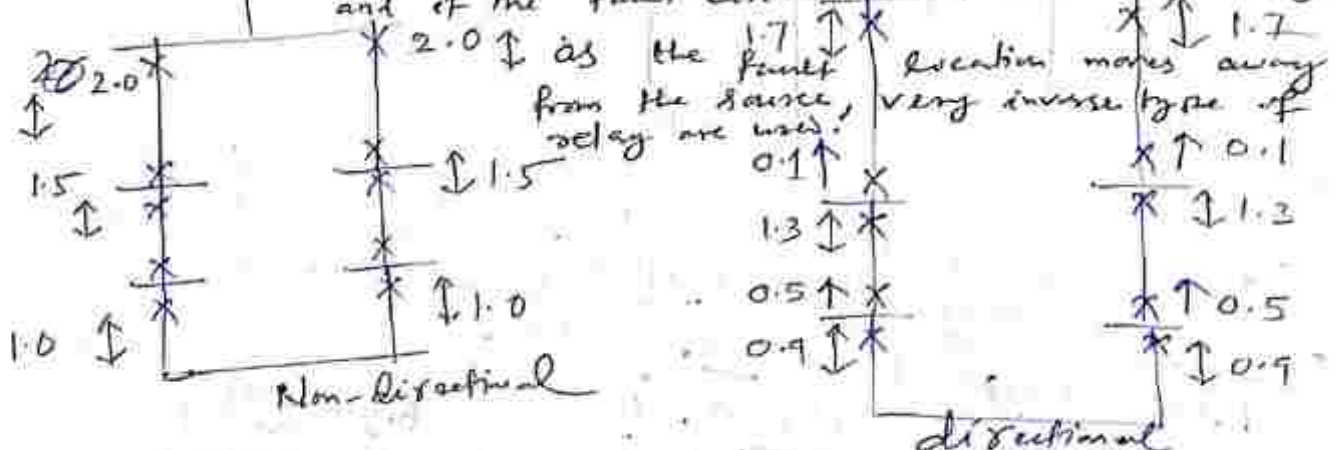 and if the
1.7 ↕ ↕ 1.7
2.0 ↕ 2.0 ↕ as the fault location moves away
from the source, very inverse type of
relay are used.
1.5 ↕ ↕ 1.5
0.1 ↑ ↑ 0.1
1.3 ↕ ↕ 1.3
1.0 ↕ ↕ 1.0
0.5 ↑ ↑ 0.5
0.9 ↕ ↕ 0.9
Non-directional
directional